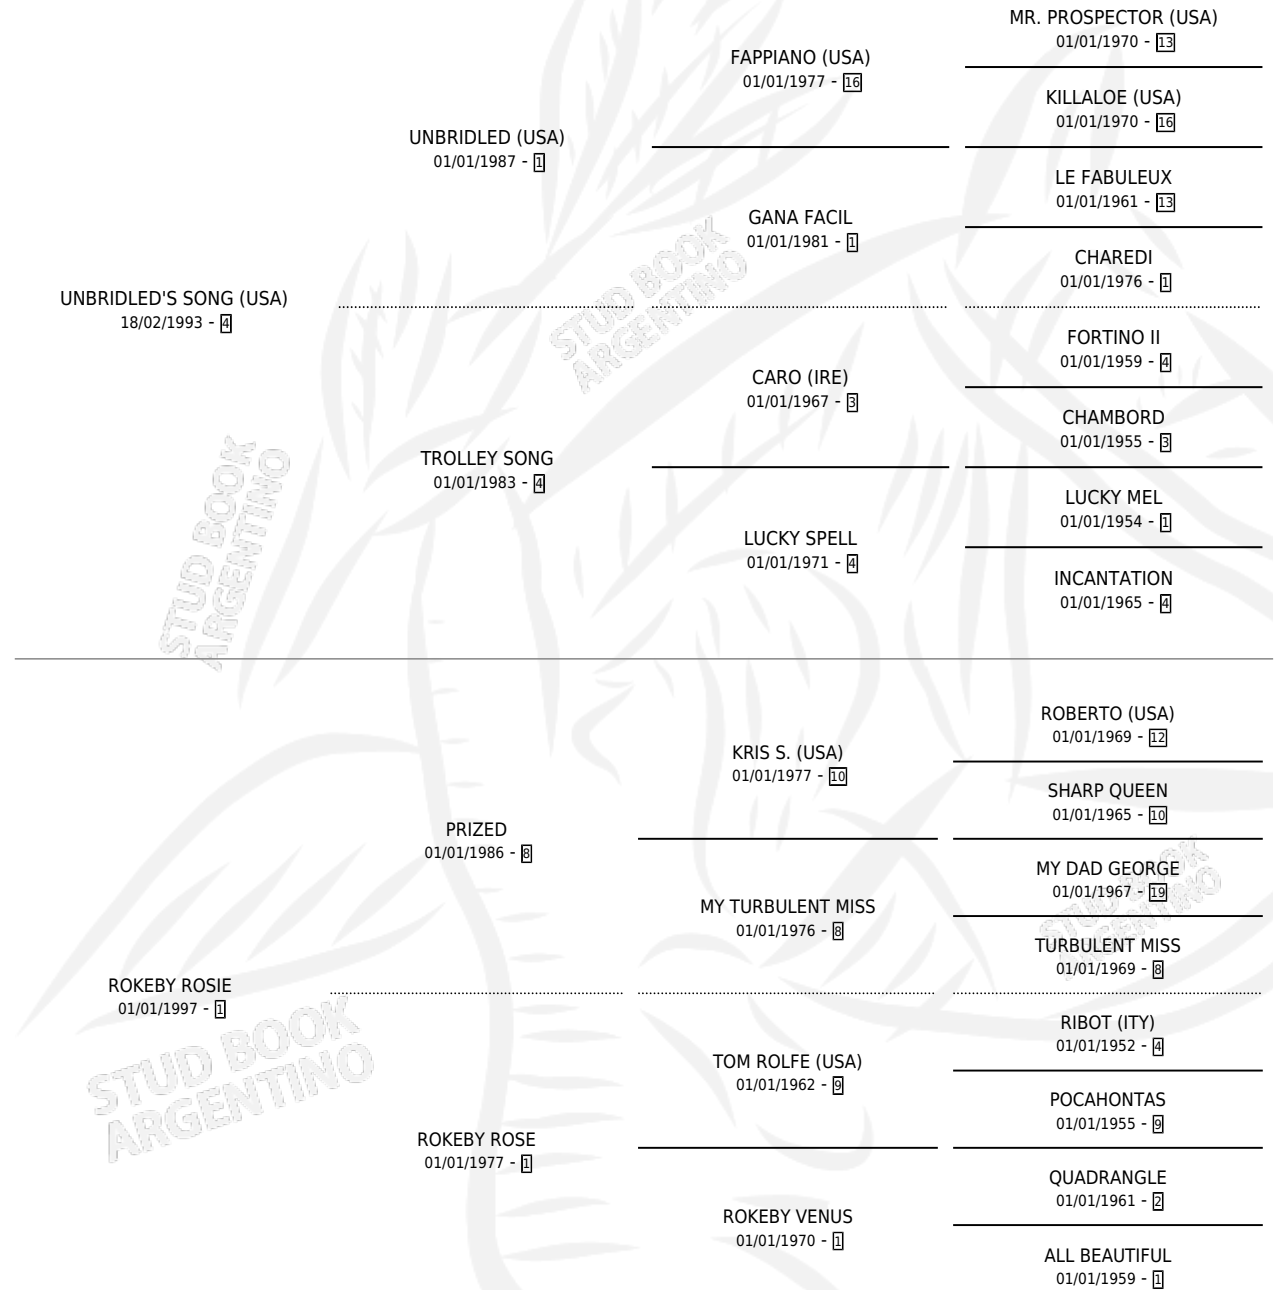 MR. PROSPECTOR (USA)
01/01/1970 - 13
FAPPIANO (USA)
01/01/1977 - 16
KILLALOE (USA)
01/01/1970 - 16
UNBRIDLED (USA)
01/01/1987 - 1
LE FABULEUX
01/01/1961 - 13
GANA FACIL
01/01/1981 - 1
CHAREDI
01/01/1976 - 1
UNBRIDLED'S SONG (USA)
18/02/1993 - 4
STUD BOOK
ARGENTINO
FORTINO II
01/01/1959 - 4
CARO (IRE)
01/01/1967 - 3
CHAMBORD
01/01/1955 - 3
TROLLEY SONG
01/01/1983 - 4
LUCKY MEL
01/01/1954 - 1
LUCKY SPELL
01/01/1971 - 4
INCANTATION
01/01/1965 - 4
STUD BOOK
ARGENTINO
ROBERTO (USA)
01/01/1969 - 12
KRIS S. (USA)
01/01/1977 - 10
SHARP QUEEN
01/01/1965 - 10
PRIZED
01/01/1986 - 8
MY DAD GEORGE
01/01/1967 - 19
MY TURBULENT MISS
01/01/1976 - 8
STUD BOOK
ARGENTINO
TURBULENT MISS
01/01/1969 - 8
ROKEBY ROSIE
01/01/1997 - 1
RIBOT (ITY)
01/01/1952 - 4
TOM ROLFE (USA)
01/01/1962 - 9
STUD BOOK
ARGENTINO
POCAHONTAS
01/01/1955 - 9
ROKEBY ROSE
01/01/1977 - 1
QUADRANGLE
01/01/1961 - 2
ROKEBY VENUS
01/01/1970 - 1
ALL BEAUTIFUL
01/01/1959 - 1